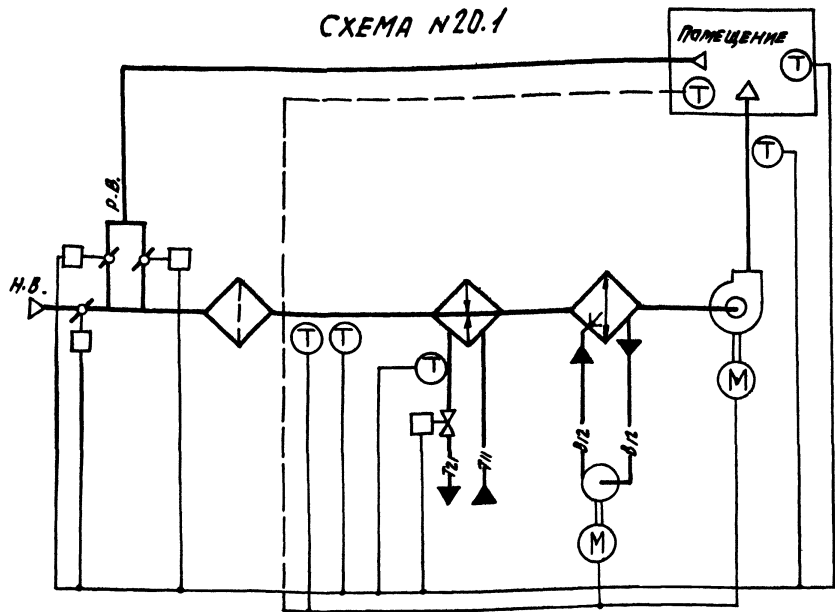 СХЕМА N20.1
ПОМЕЩЕНИЕ
Т
Т
Т
Р.В.
Н.В.
Т
Т
Т
К
Т21
Т11
В12
В12
М
М